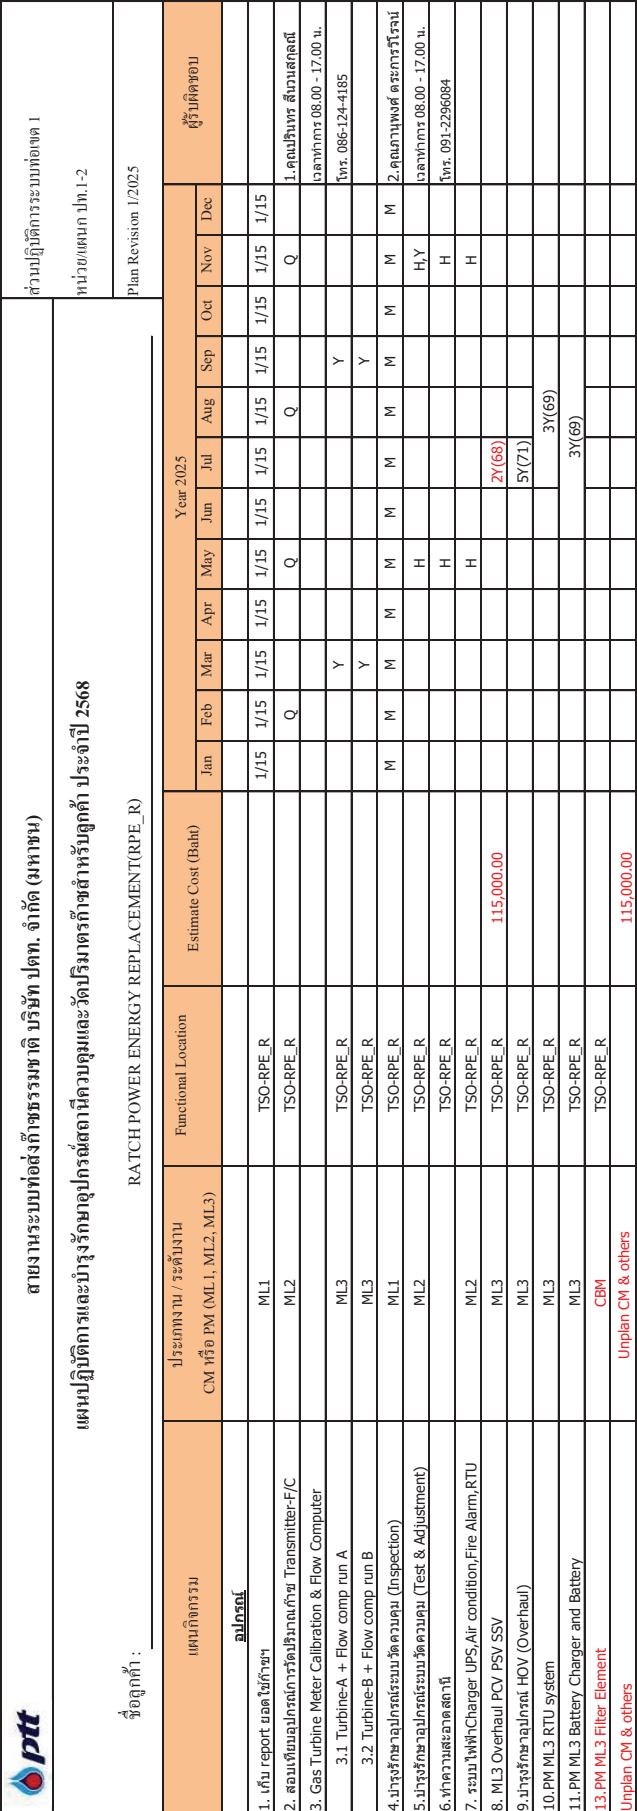 ptt
สายงานระบบท่อส่งก๊าซธรรมชาติ บริษัท ปตท. จำกัด (มหาชน)
ส่วนปฏิบัติการระบบท่อเขต 1
แผนปฏิบัติการและบำรุงรักษาอุปกรณ์สถานีควบคุมและวัดปริมาตรก๊าซสำหรับลูกค้า ประจำปี 2568
หน่วย/แผนก ปท.1-2
ชื่อลูกค้า : RATCH POWER ENERGY REPLACEMENT(RPE_R)
Plan Revision 1/2025
แผนกิจกรรม ประเภทงาน / ระดับงาน CM หรือ PM (ML1, ML2, ML3) Functional Location Estimate Cost (Baht) Year 2025 ผู้รับผิดชอบ
Jan Feb Mar Apr May Jun Jul Aug Sep Oct Nov Dec
อุปกรณ์
1. เก็บ report ยอดใช้ก๊าซฯ ML1 TSO-RPE_R 1/15 1/15 1/15 1/15 1/15 1/15 1/15 1/15 1/15 1/15 1/15 1/15
2. สอบเทียบอุปกรณ์การวัดปริมาณก๊าซ Transmitter-F/C ML2 TSO-RPE_R Q Q Q Q 1.คุณปรินทร สีนวนสกุลณี
3. Gas Turbine Meter Calibration & Flow Computer เวลาทำการ 08.00 - 17.00 น.
3.1 Turbine-A + Flow comp run A ML3 TSO-RPE_R Y Y โทร. 086-124-4185
3.2 Turbine-B + Flow comp run B ML3 TSO-RPE_R Y Y
4.บำรุงรักษาอุปกรณ์ระบบวัดควบคุม (Inspection) ML1 TSO-RPE_R M M M M M M M M M M M M 2.คุณภานุพงศ์ ตระการวิโรจน์
5.บำรุงรักษาอุปกรณ์ระบบวัดควบคุม (Test & Adjustment) ML2 TSO-RPE_R H H,Y เวลาทำการ 08.00 - 17.00 น.
6.ทำความสะอาดสถานี TSO-RPE_R H H โทร. 091-2296084
7. ระบบไฟฟ้าCharger UPS,Air condition,Fire Alarm,RTU ML2 TSO-RPE_R H H
8. ML3 Overhaul PCV PSV SSV ML3 TSO-RPE_R 115,000.00 2Y(68)
9.บำรุงรักษาอุปกรณ์ HOV (Overhaul) ML3 TSO-RPE_R 5Y(71)
10.PM ML3 RTU system ML3 TSO-RPE_R 3Y(69)
11.PM ML3 Battery Charger and Battery ML3 TSO-RPE_R 3Y(69)
13.PM ML3 Filter Element CBM TSO-RPE_R
Unplan CM & others Unplan CM & others 115,000.00